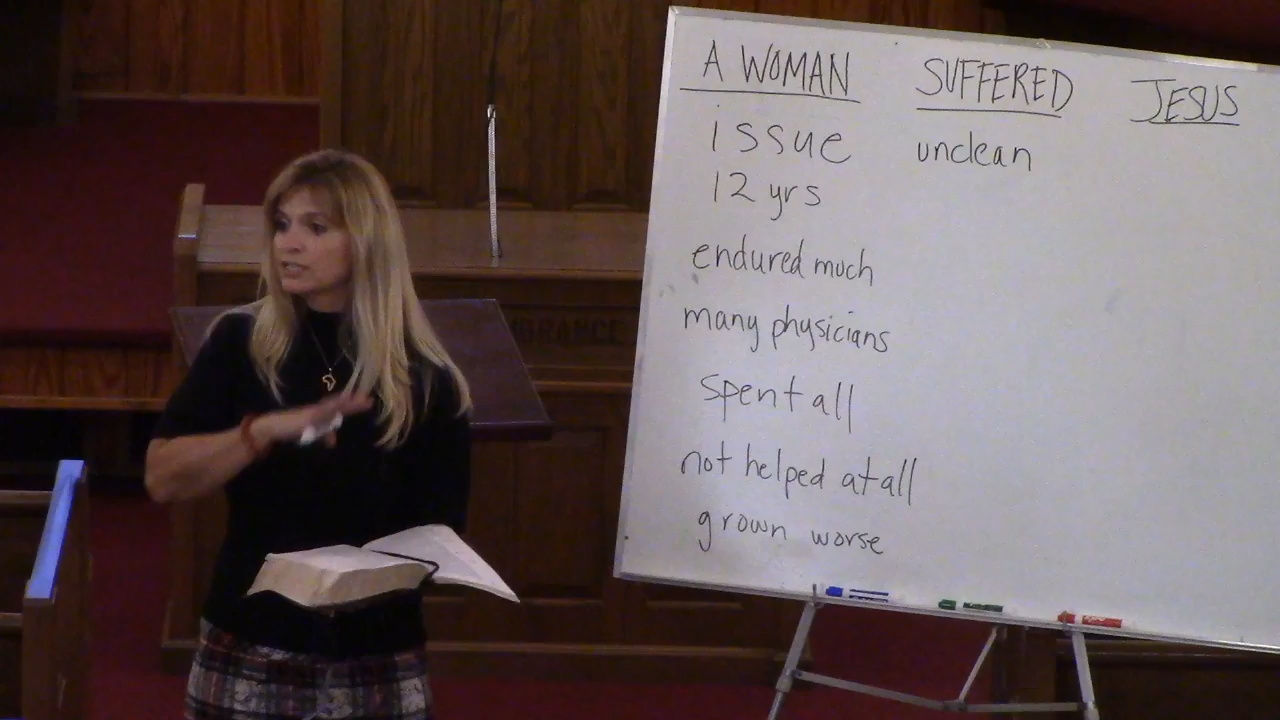 A WOMAN
issue
12 yrs
endured much
many physicians
spent all
not helped at all
grown worse
SUFFERED
unclean
JESUS